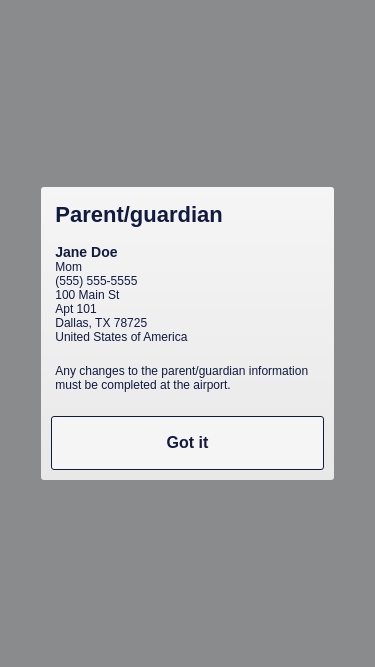 Parent/guardian
Jane Doe
Mom
(555) 555-5555
100 Main St
Apt 101
Dallas, TX 78725
United States of America
Any changes to the parent/guardian information
must be completed at the airport.
Got it